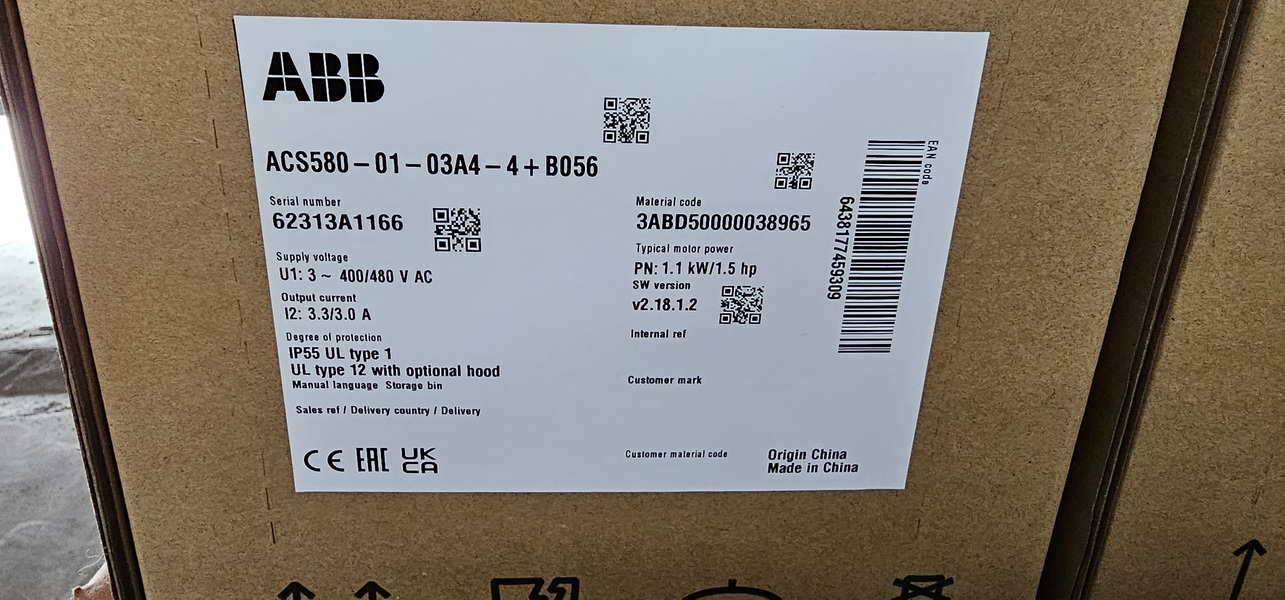 ABB
ACS580-01-03A4-4+B056
Serial number
62313A1166
Supply voltage
U1: 3 ~ 400/480 V AC
Output current
I2: 3.3/3.0 A
Degree of protection
IP55 UL type 1
UL type 12 with optional hood
Manual language Storage bin
Sales ref / Delivery country / Delivery
CE EAC UK CA
Material code
3ABD50000038965
Typical motor power
PN: 1.1 kW/1.5 hp
SW version
v2.18.1.2
Internal ref
Customer mark
Customer material code
Origin China
Made in China
EAN code
6438177459309